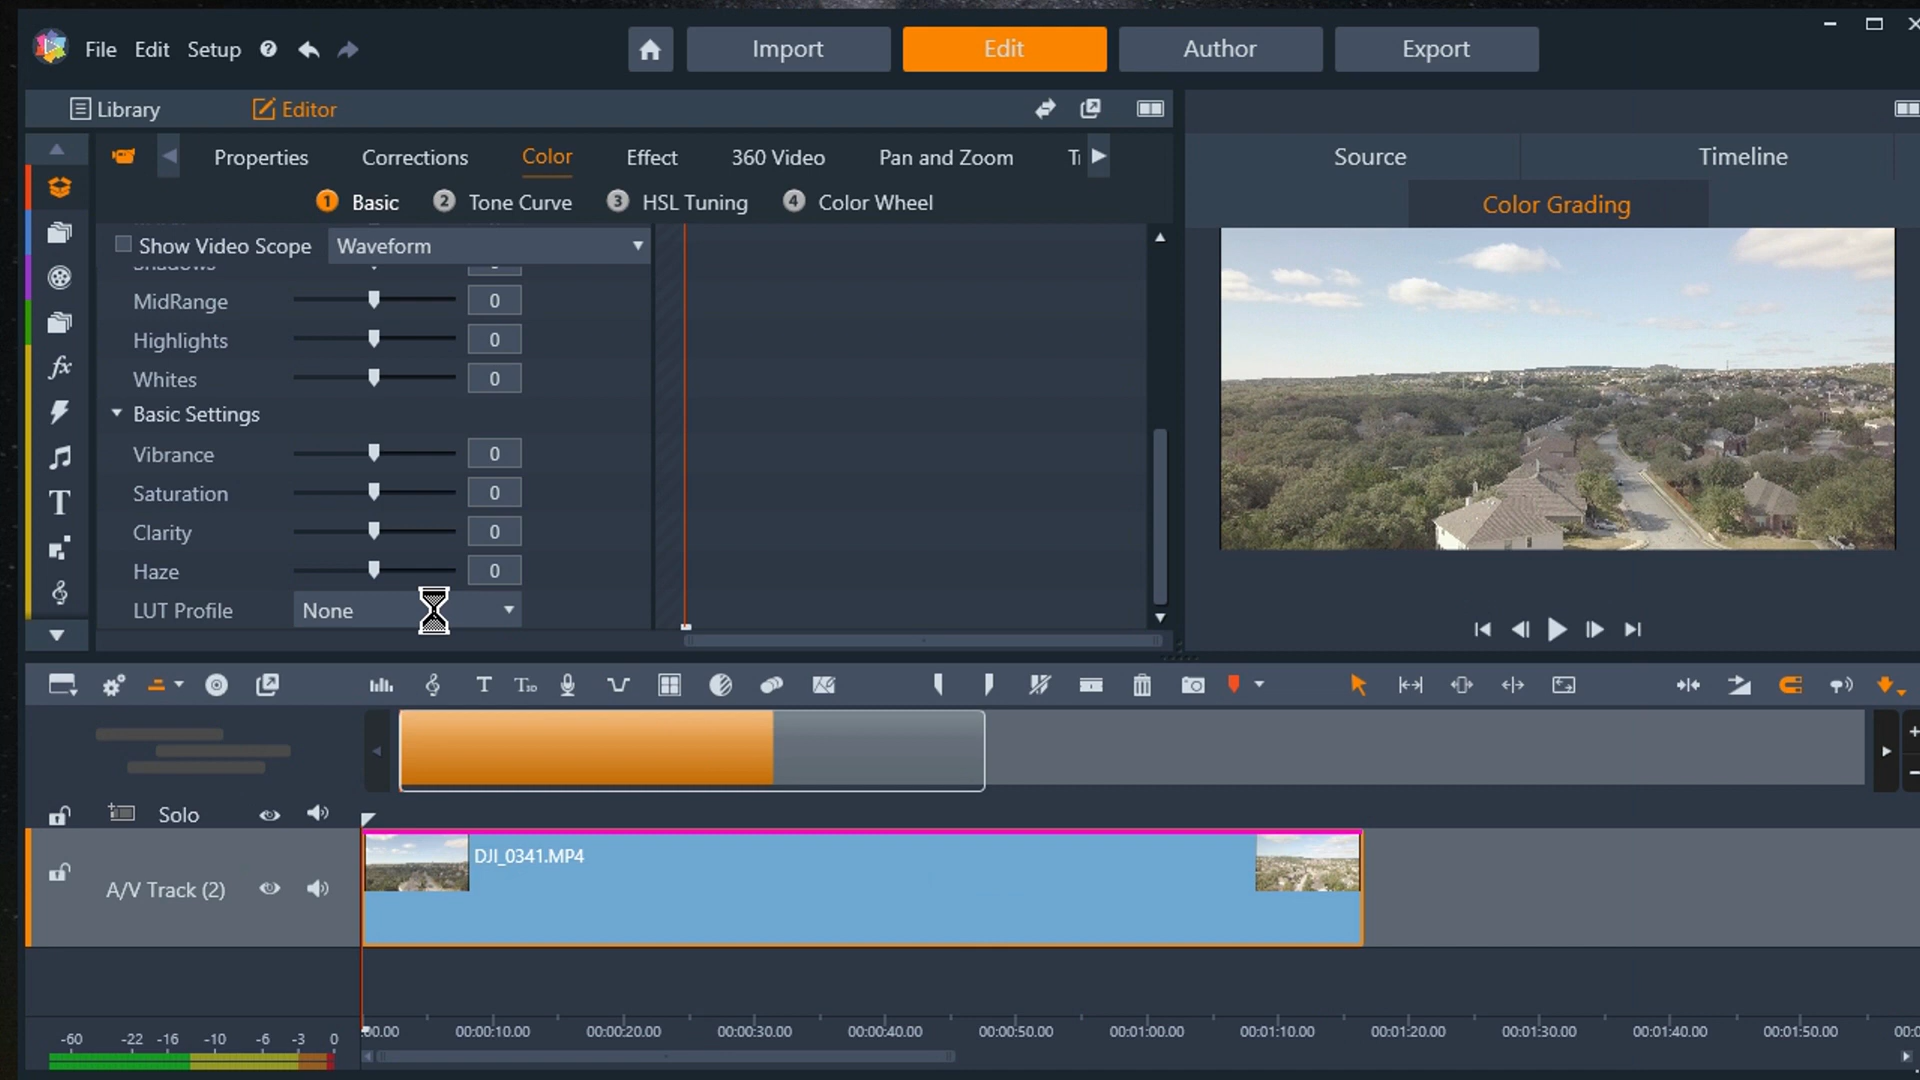 File Edit Setup Import Edit Author Export
Library Editor
Properties Corrections Color Effect 360 Video Pan and Zoom Source Timeline
1 Basic 2 Tone Curve 3 HSL Tuning 4 Color Wheel Color Grading
Show Video Scope Waveform
Shadows
MidRange 0
Highlights 0
Whites 0
Basic Settings
Vibrance 0
Saturation 0
Clarity 0
Haze 0
LUT Profile None
Solo
DJI_0341.MP4
A/V Track (2)
:00.00 00:00:10.00 00:00:20.00 00:00:30.00 00:00:40.00 00:00:50.00 00:01:00.00 00:01:10.00 00:01:20.00 00:01:30.00 00:01:40.00 00:01:50.00
-60 -22 -16 -10 -6 -3 0